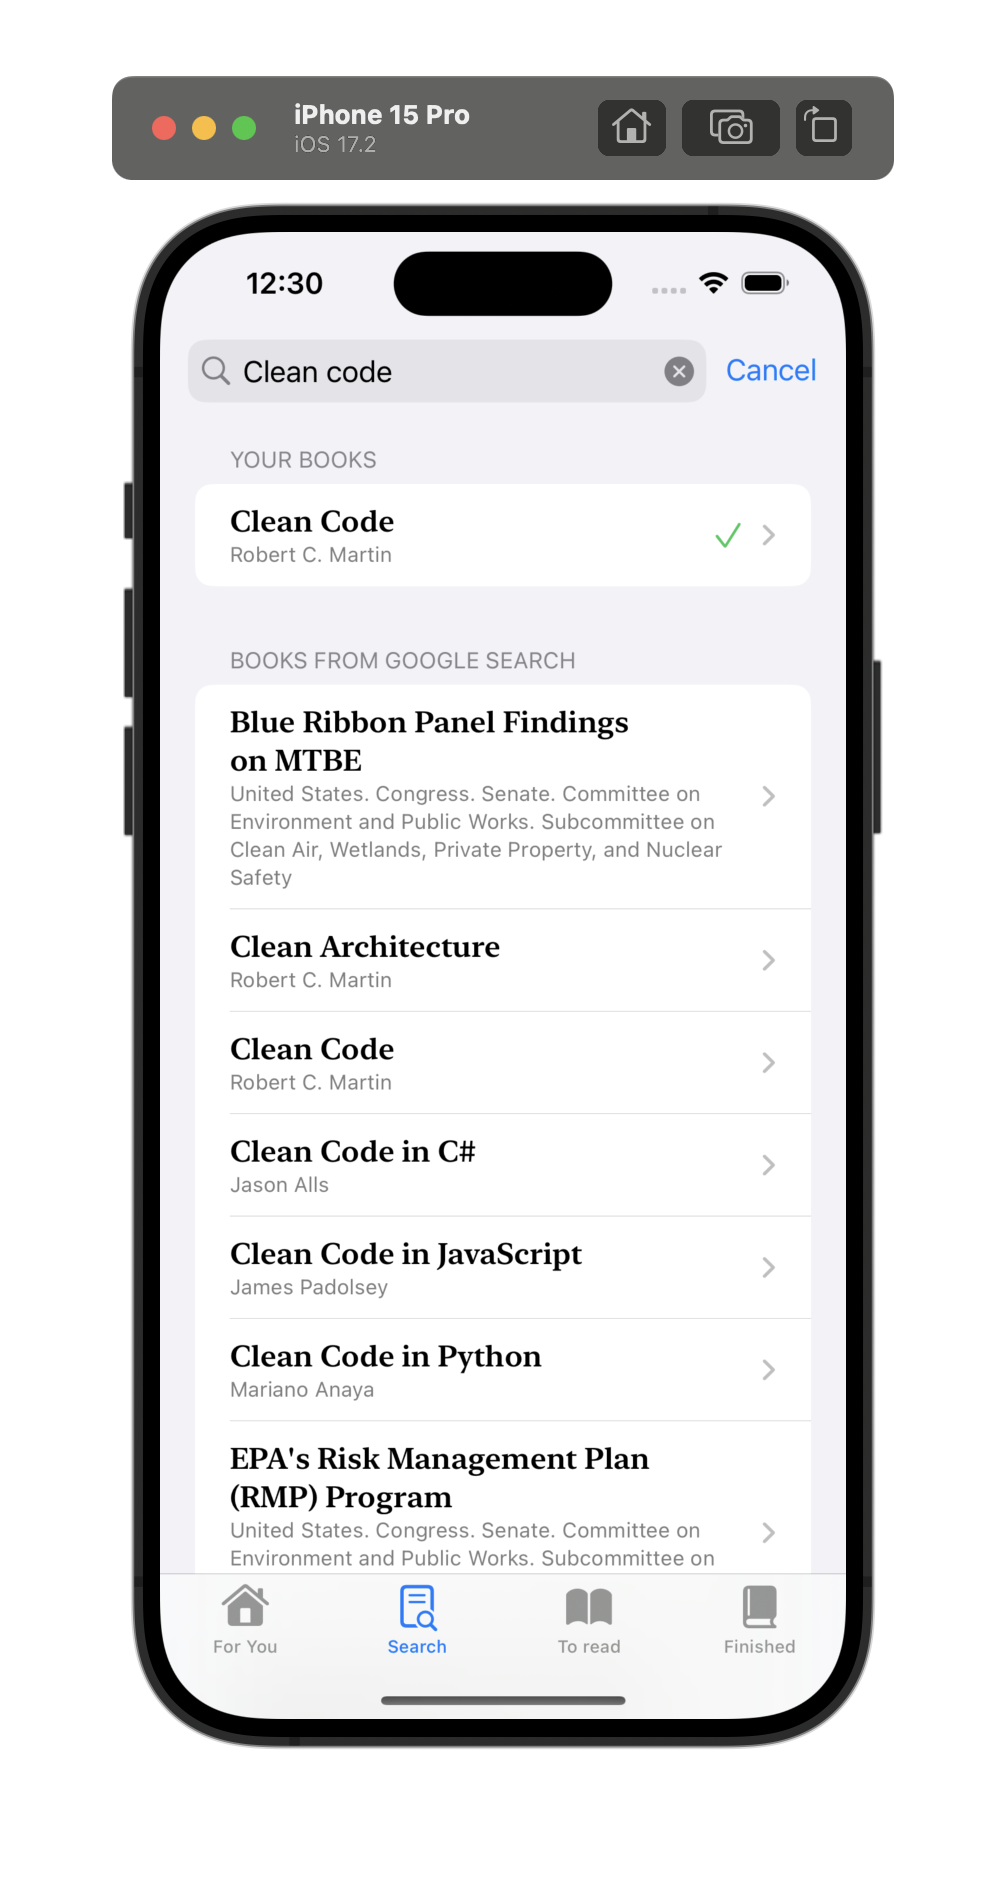 iPhone 15 Pro
iOS 17.2
12:30
Clean code
Cancel
YOUR BOOKS
Clean Code
Robert C. Martin
BOOKS FROM GOOGLE SEARCH
Blue Ribbon Panel Findings
on MTBE
United States. Congress. Senate. Committee on
Environment and Public Works. Subcommittee on
Clean Air, Wetlands, Private Property, and Nuclear
Safety
Clean Architecture
Robert C. Martin
Clean Code
Robert C. Martin
Clean Code in C#
Jason Alls
Clean Code in JavaScript
James Padolsey
Clean Code in Python
Mariano Anaya
EPA's Risk Management Plan
(RMP) Program
United States. Congress. Senate. Committee on
Environment and Public Works. Subcommittee on
For You
Search
To read
Finished